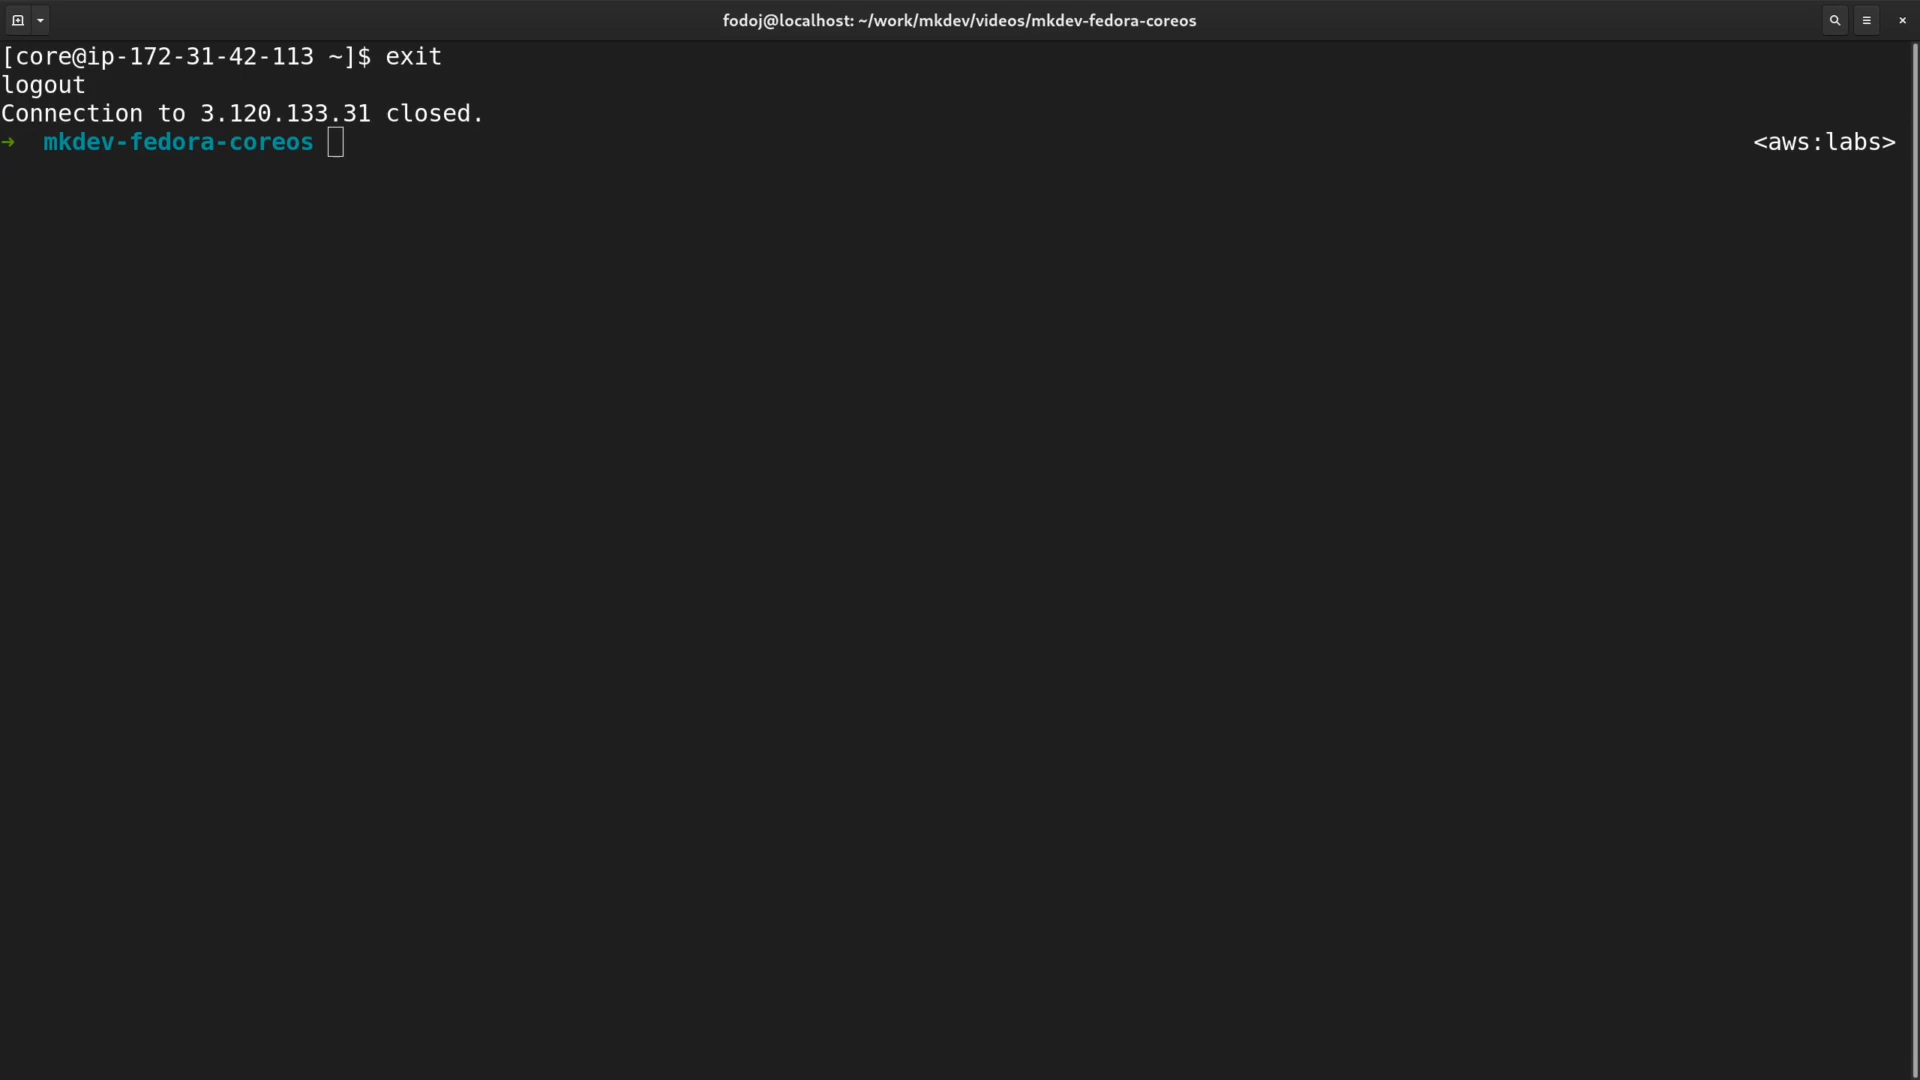 fodoj@localhost: ~/work/mkdev/videos/mkdev-fedora-coreos
[core@ip-172-31-42-113 ~]$ exit
logout
Connection to 3.120.133.31 closed.
➜  mkdev-fedora-coreos <aws:labs>